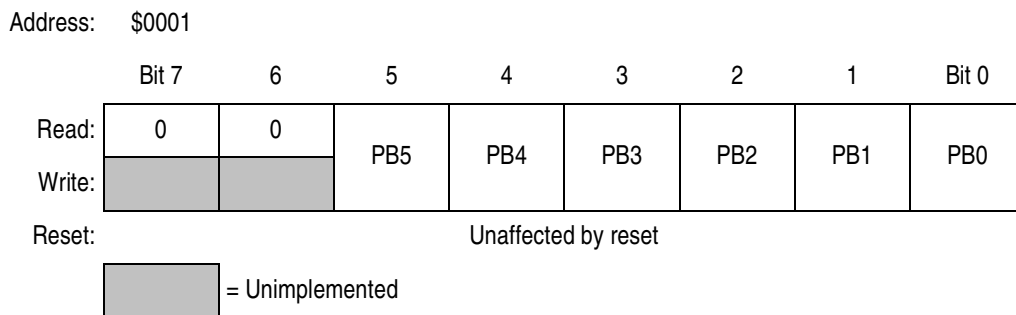 Address: $0001
Bit 7 6 5 4 3 2 1 Bit 0
Read: 0 0
PB5 PB4 PB3 PB2 PB1 PB0
Write:
Reset: Unaffected by reset
= Unimplemented